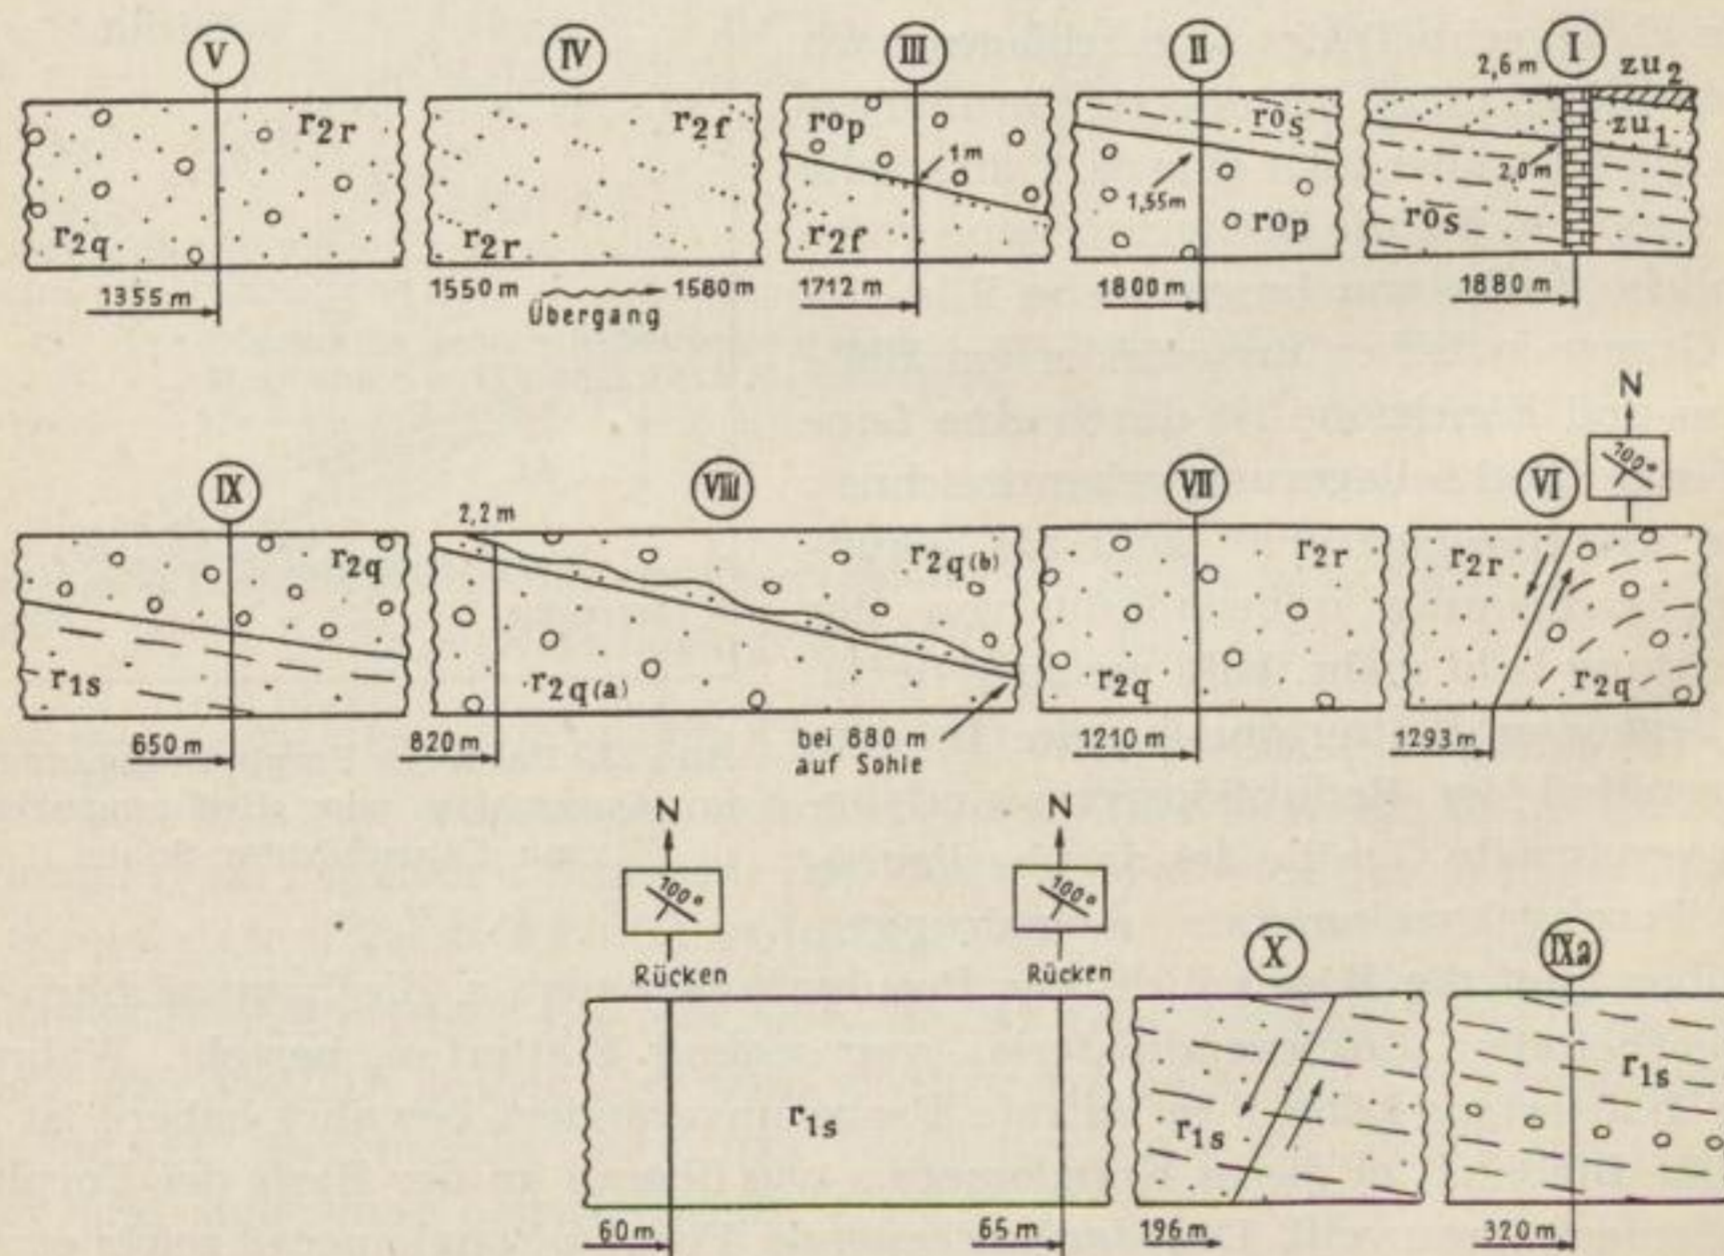 V
r2r
r2q
1355 m
IV
r2f
r2r
1550 m
1580 m
Übergang
III
rop
1 m
r2f
1712 m
II
ros
1,55m
rop
1800 m
I
2,6 m
zu2
zu1
2,0 m
ros
1880 m
IX
r2q
r1s
650 m
VIII
2,2 m
r2q(b)
r2q(a)
820 m
bei 880 m
auf Sohle
VII
r2r
r2q
1210 m
N
100°
VI
r2r
r2q
1293 m
N
100°
Rücken
N
100°
Rücken
r1s
60 m
65 m
X
r1s
196 m
IXa
r1s
320 m